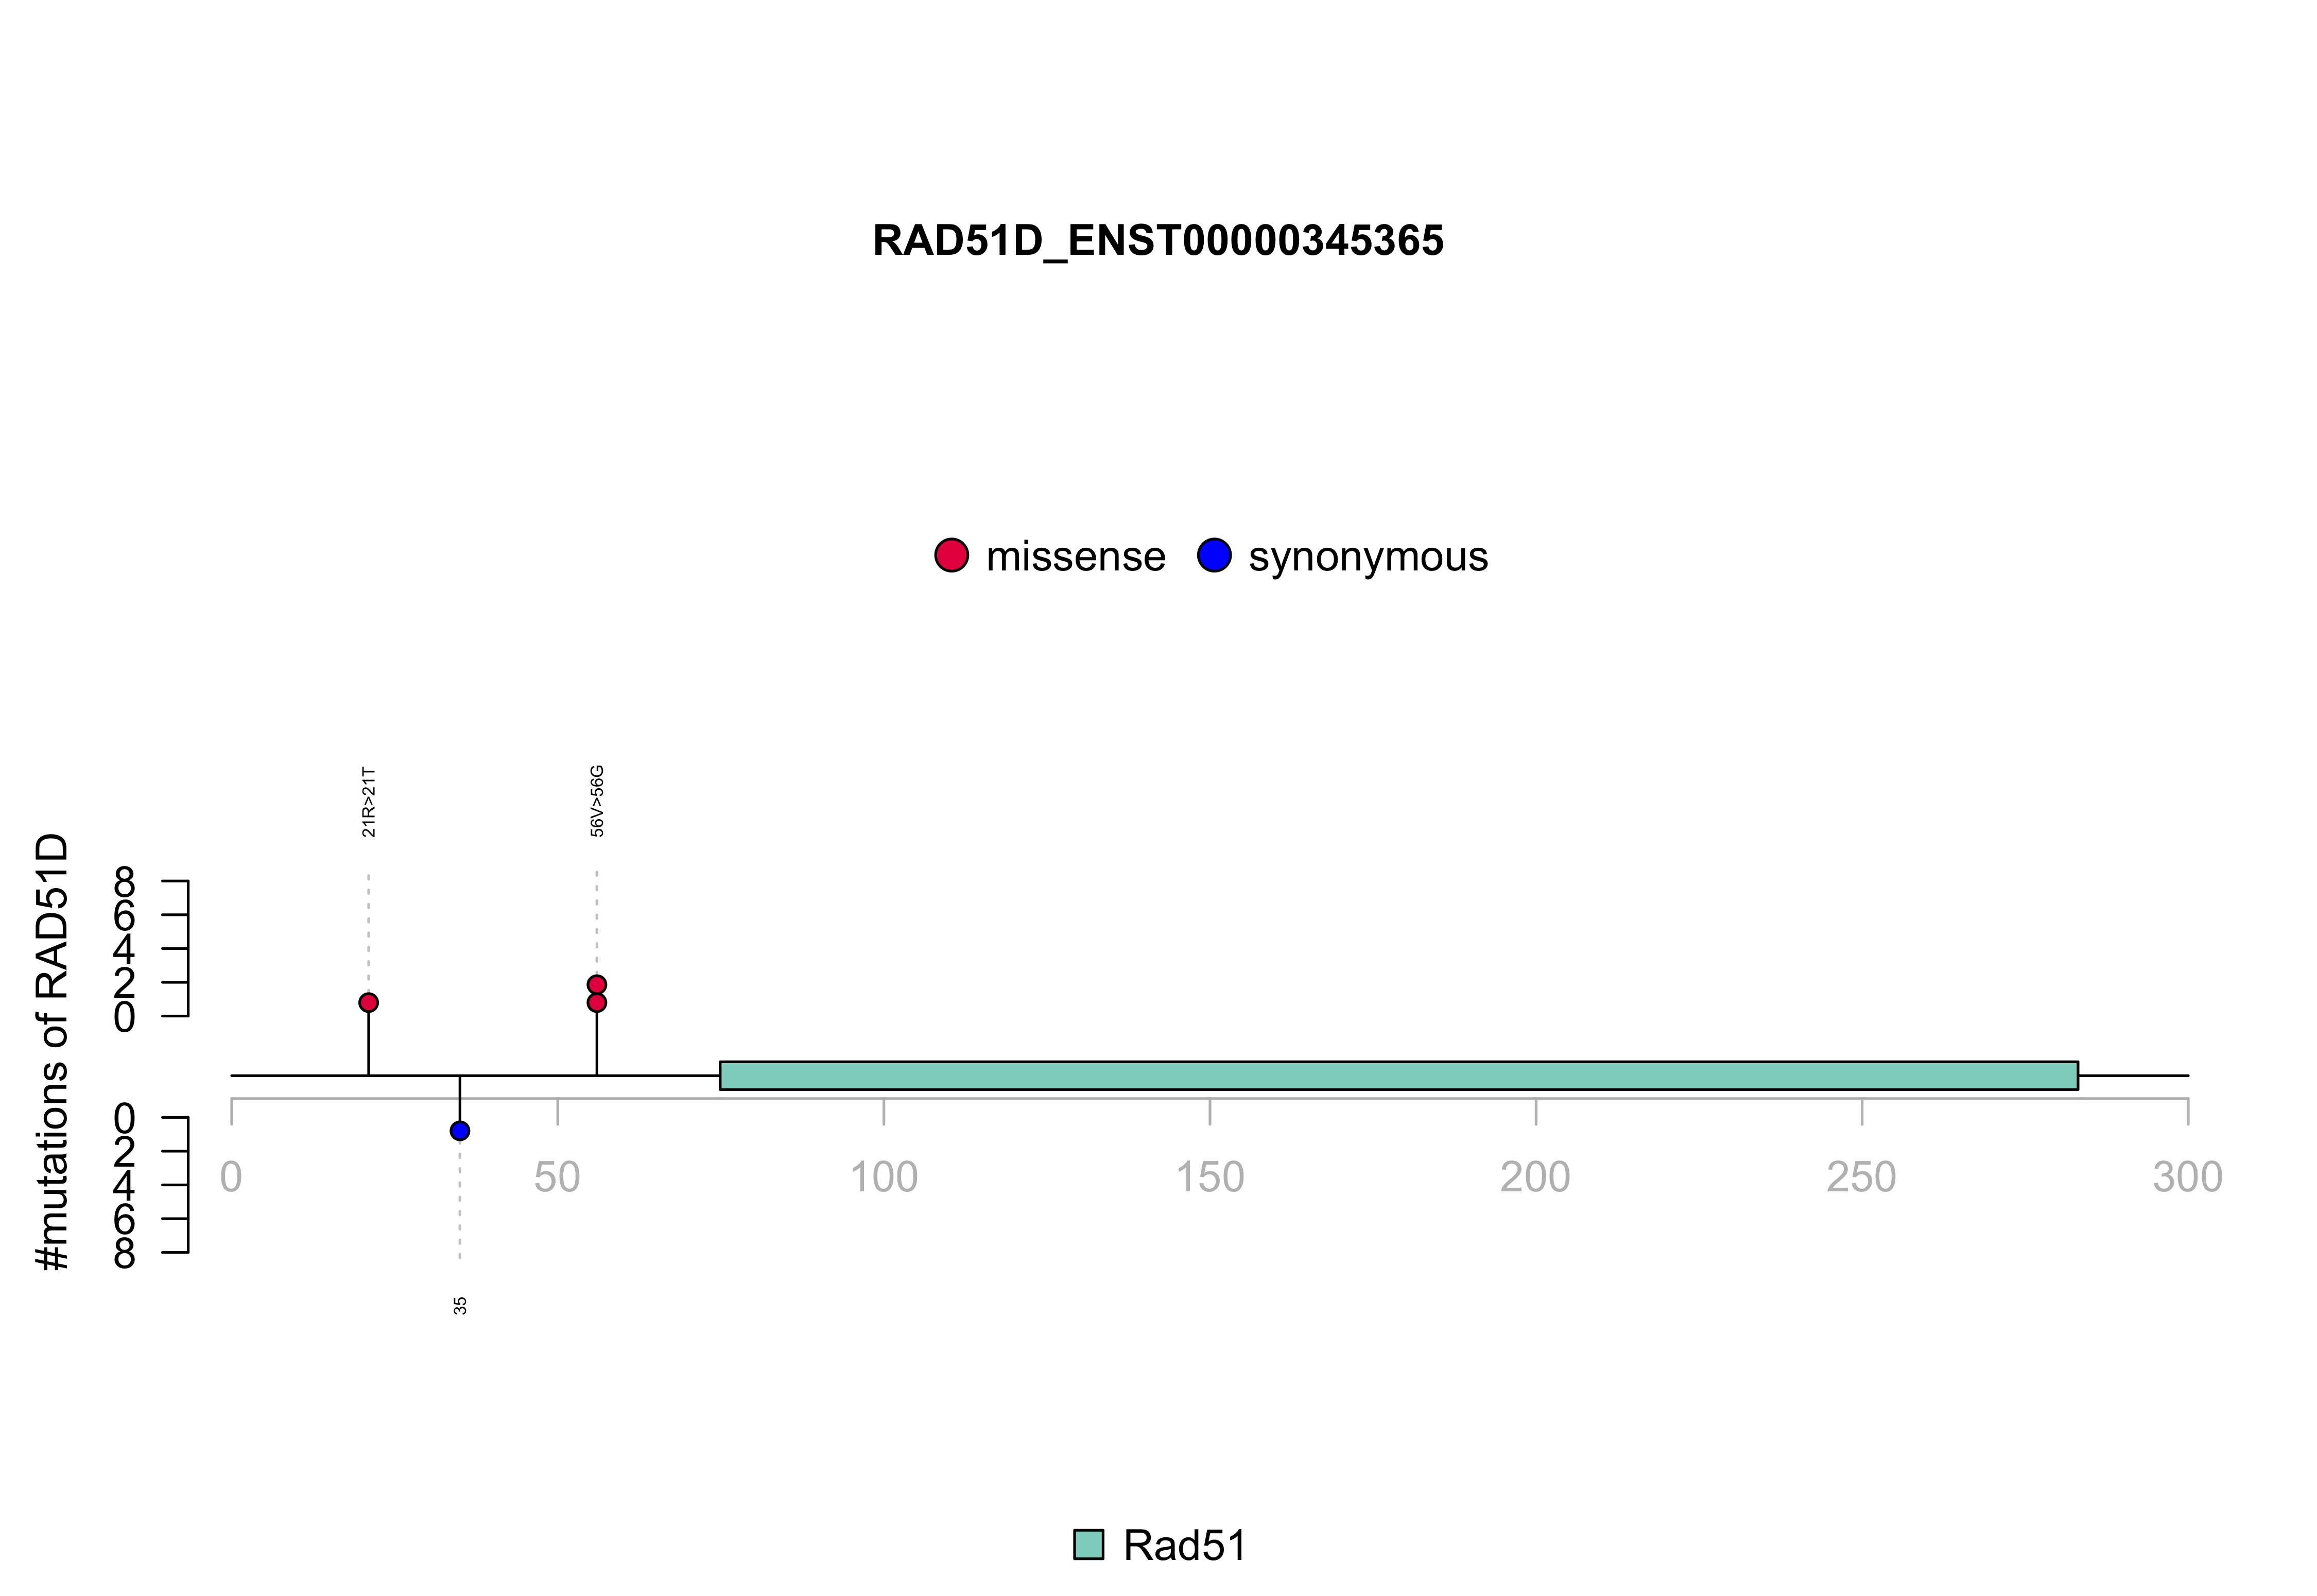 RAD51D_ENST00000345365
missense synonymous
21R>21T 56V>56G
#mutations of RAD51D
8
6
4
2
0
0
2
4
6
8
0 50 100 150 200 250 300
35
Rad51